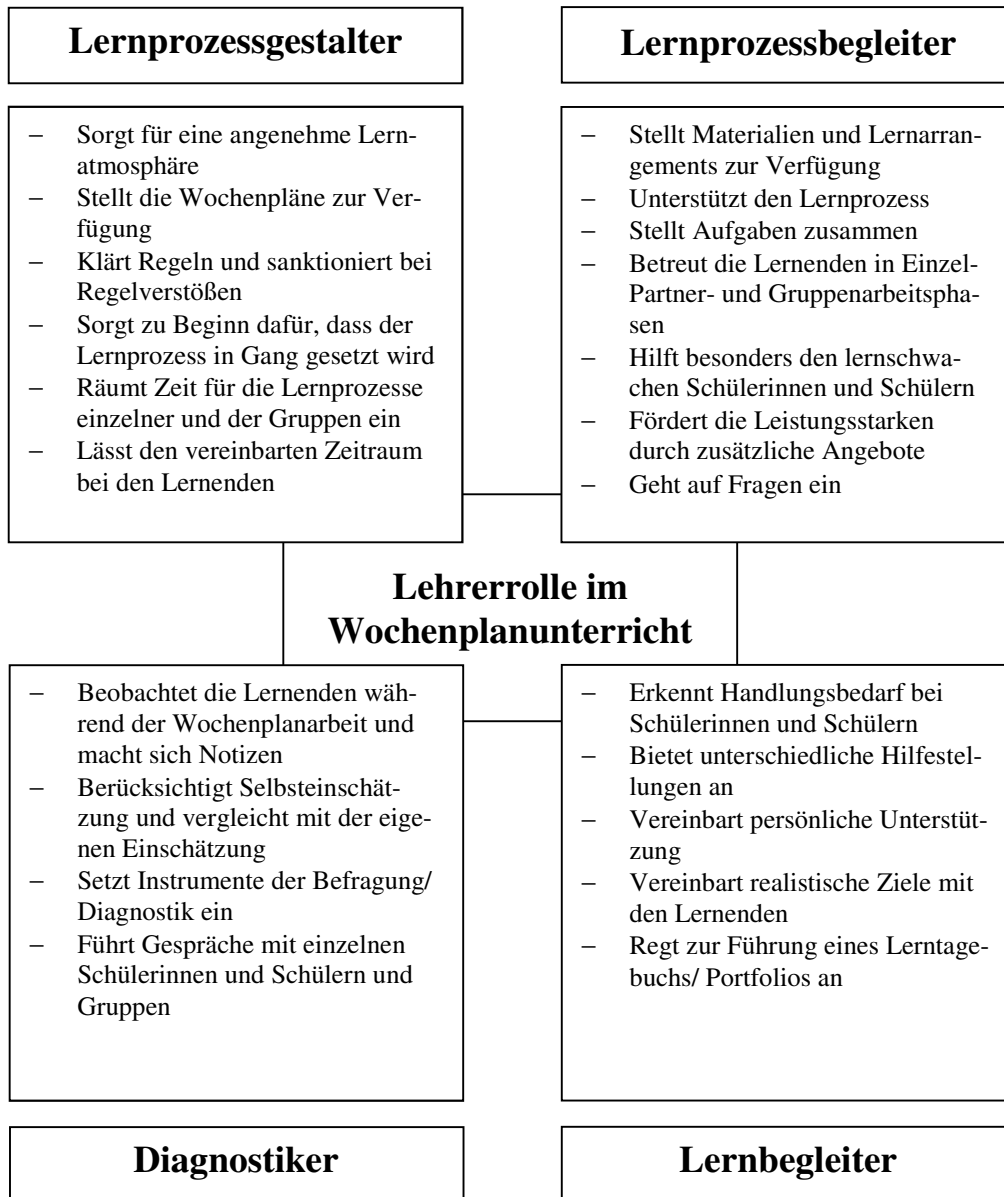 Lernprozessgestalter
– Sorgt für eine angenehme Lern-
atmosphäre
– Stellt die Wochenpläne zur Ver-
fügung
– Klärt Regeln und sanktioniert bei
Regelverstößen
– Sorgt zu Beginn dafür, dass der
Lernprozess in Gang gesetzt wird
– Räumt Zeit für die Lernprozesse
einzelner und der Gruppen ein
– Lässt den vereinbarten Zeitraum
bei den Lernenden
Lernprozessbegleiter
– Stellt Materialien und Lernarran-
gements zur Verfügung
– Unterstützt den Lernprozess
– Stellt Aufgaben zusammen
– Betreut die Lernenden in Einzel-
Partner- und Gruppenarbeitspha-
sen
– Hilft besonders den lernschwa-
chen Schülerinnen und Schülern
– Fördert die Leistungsstarken
durch zusätzliche Angebote
– Geht auf Fragen ein
Lehrerrolle im
Wochenplanunterricht
– Beobachtet die Lernenden wäh-
rend der Wochenplanarbeit und
macht sich Notizen
– Berücksichtigt Selbsteinschät-
zung und vergleicht mit der eige-
nen Einschätzung
– Setzt Instrumente der Befragung/
Diagnostik ein
– Führt Gespräche mit einzelnen
Schülerinnen und Schülern und
Gruppen
Diagnostiker
– Erkennt Handlungsbedarf bei
Schülerinnen und Schülern
– Bietet unterschiedliche Hilfestel-
lungen an
– Vereinbart persönliche Unterstüt-
zung
– Vereinbart realistische Ziele mit
den Lernenden
– Regt zur Führung eines Lerntage-
buchs/ Portfolios an
Lernbegleiter